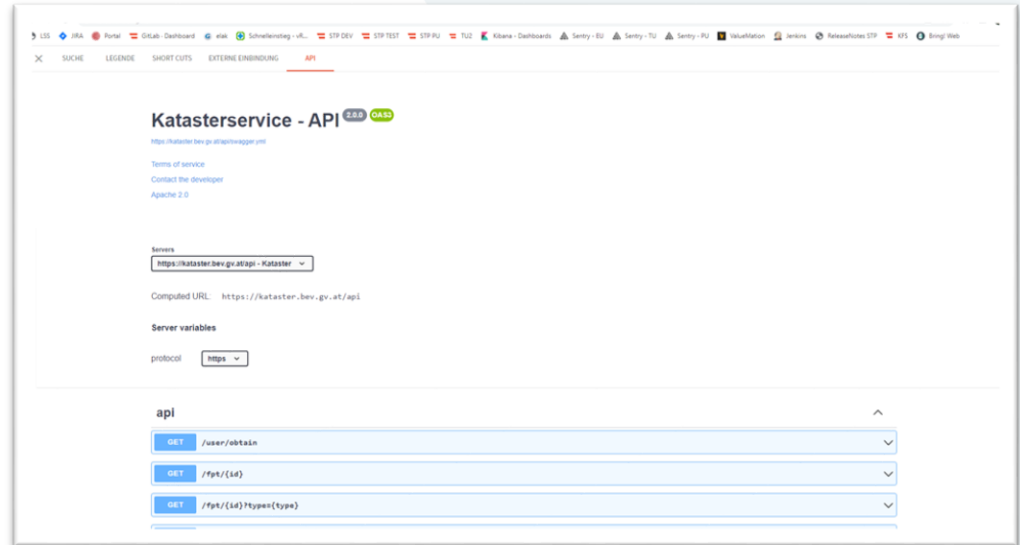 LSS JIRA Portal GitLab - Dashboard elak Schnelleinstieg - vR... STP DEV STP TEST STP PU TU2 Kibana - Dashboards Sentry - EU Sentry - TU Sentry - PU ValueMation Jenkins ReleaseNotes STP KFS Bring! Web
SUCHE LEGENDE SHORT CUTS EXTERNE EINBINDUNG API
Katasterservice - API 2.0.0 OAS3
https://kataster.bev.gv.at/api/swagger.yml
Terms of service
Contact the developer
Apache 2.0
Servers
https://kataster.bev.gv.at/api - Kataster
Computed URL: https://kataster.bev.gv.at/api
Server variables
protocol https
api
GET /user/obtain
GET /fpt/{id}
GET /fpt/{id}?type={type}